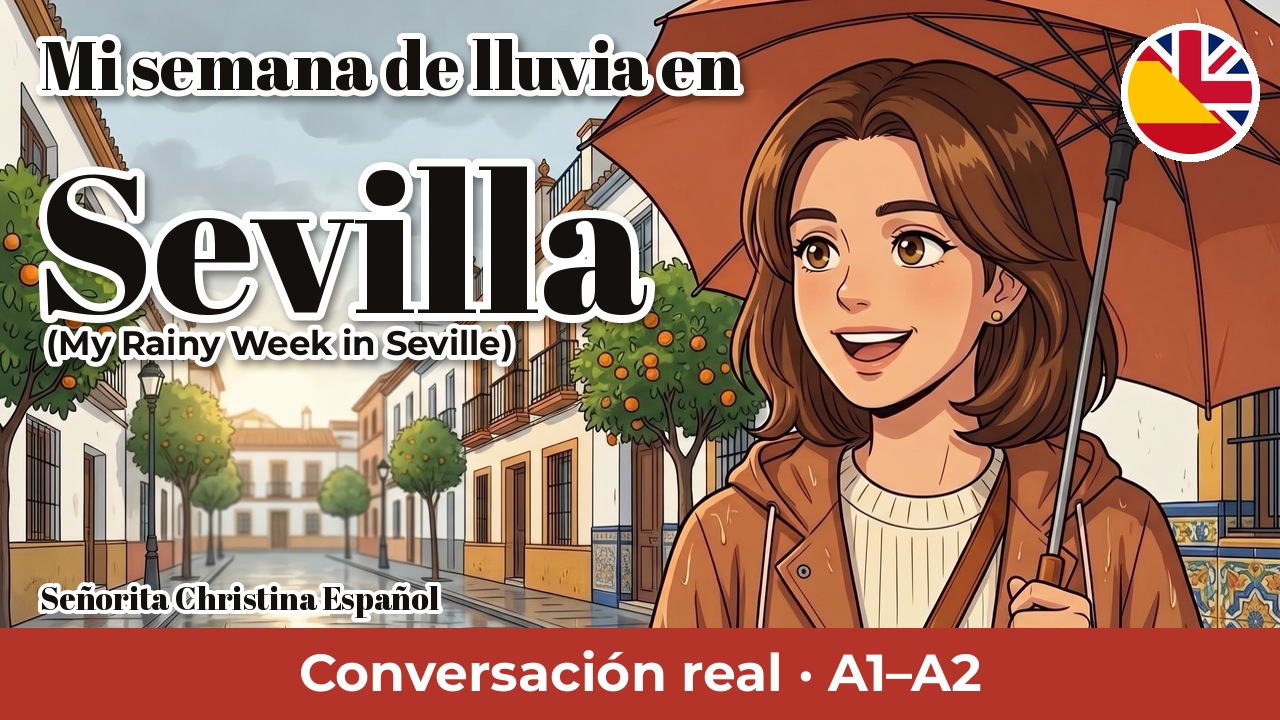 Mi semana de lluvia en
Sevilla
(My Rainy Week in Seville)
Señorita Christina Español
Conversación real · A1–A2